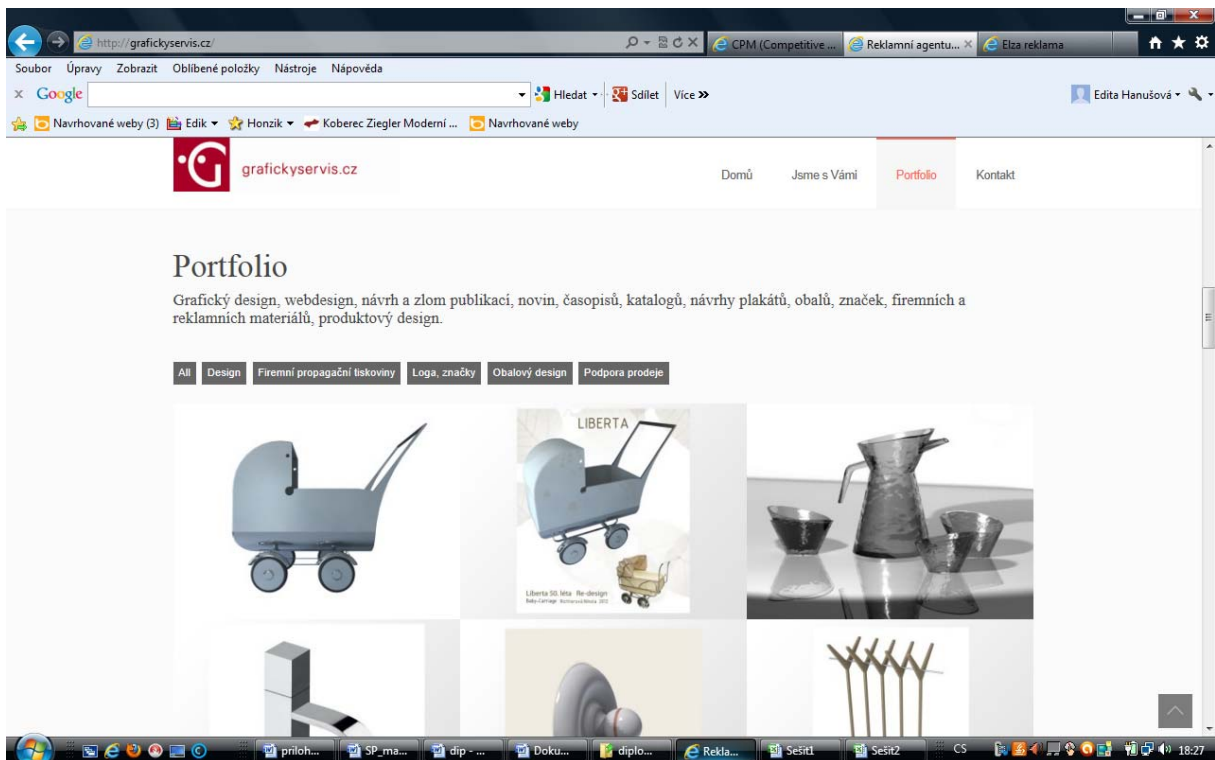 http://grafickyservis.cz/
CPM (Competitive ...
Reklamní agentu...
Elza reklama
Soubor Úpravy Zobrazit Oblíbené položky Nástroje Nápověda
x Google Hledat Sdílet Více » Edita Hanušová
Navrhované weby (3) Edik Honzik Koberec Ziegler Moderní ... Navrhované weby
G grafickyservis.cz
Domů Jsme s Vámi Portfolio Kontakt
Portfolio
Grafický design, webdesign, návrh a zlom publikací, novin, časopisů, katalogů, návrhy plakátů, obalů, značek, firemních a
reklamních materiálů, produktový design.
All Design Firemní propagační tiskoviny Loga, značky Obalový design Podpora prodeje
LIBERTA
Liberta 50. léta Re-design
Baby-Carriage
priloh... SP_ma... dip - ... Doku... diplo... Rekla... Sešit1 Sešit2 CS 18:27